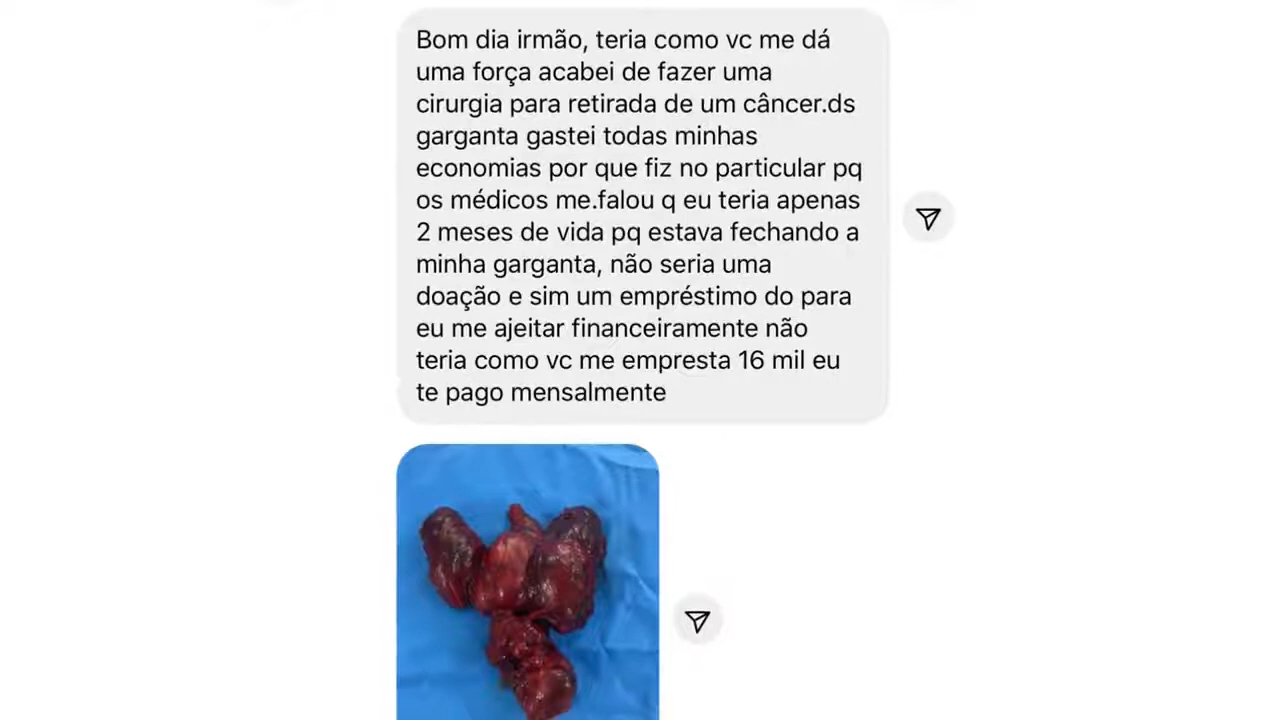 Bom dia irmão, teria como vc me dá
uma força acabei de fazer uma
cirurgia para retirada de um câncer.ds
garganta gastei todas minhas
economias por que fiz no particular pq
os médicos me.falou q eu teria apenas
2 meses de vida pq estava fechando a
minha garganta, não seria uma
doação e sim um empréstimo do para
eu me ajeitar financeiramente não
teria como vc me empresta 16 mil eu
te pago mensalmente